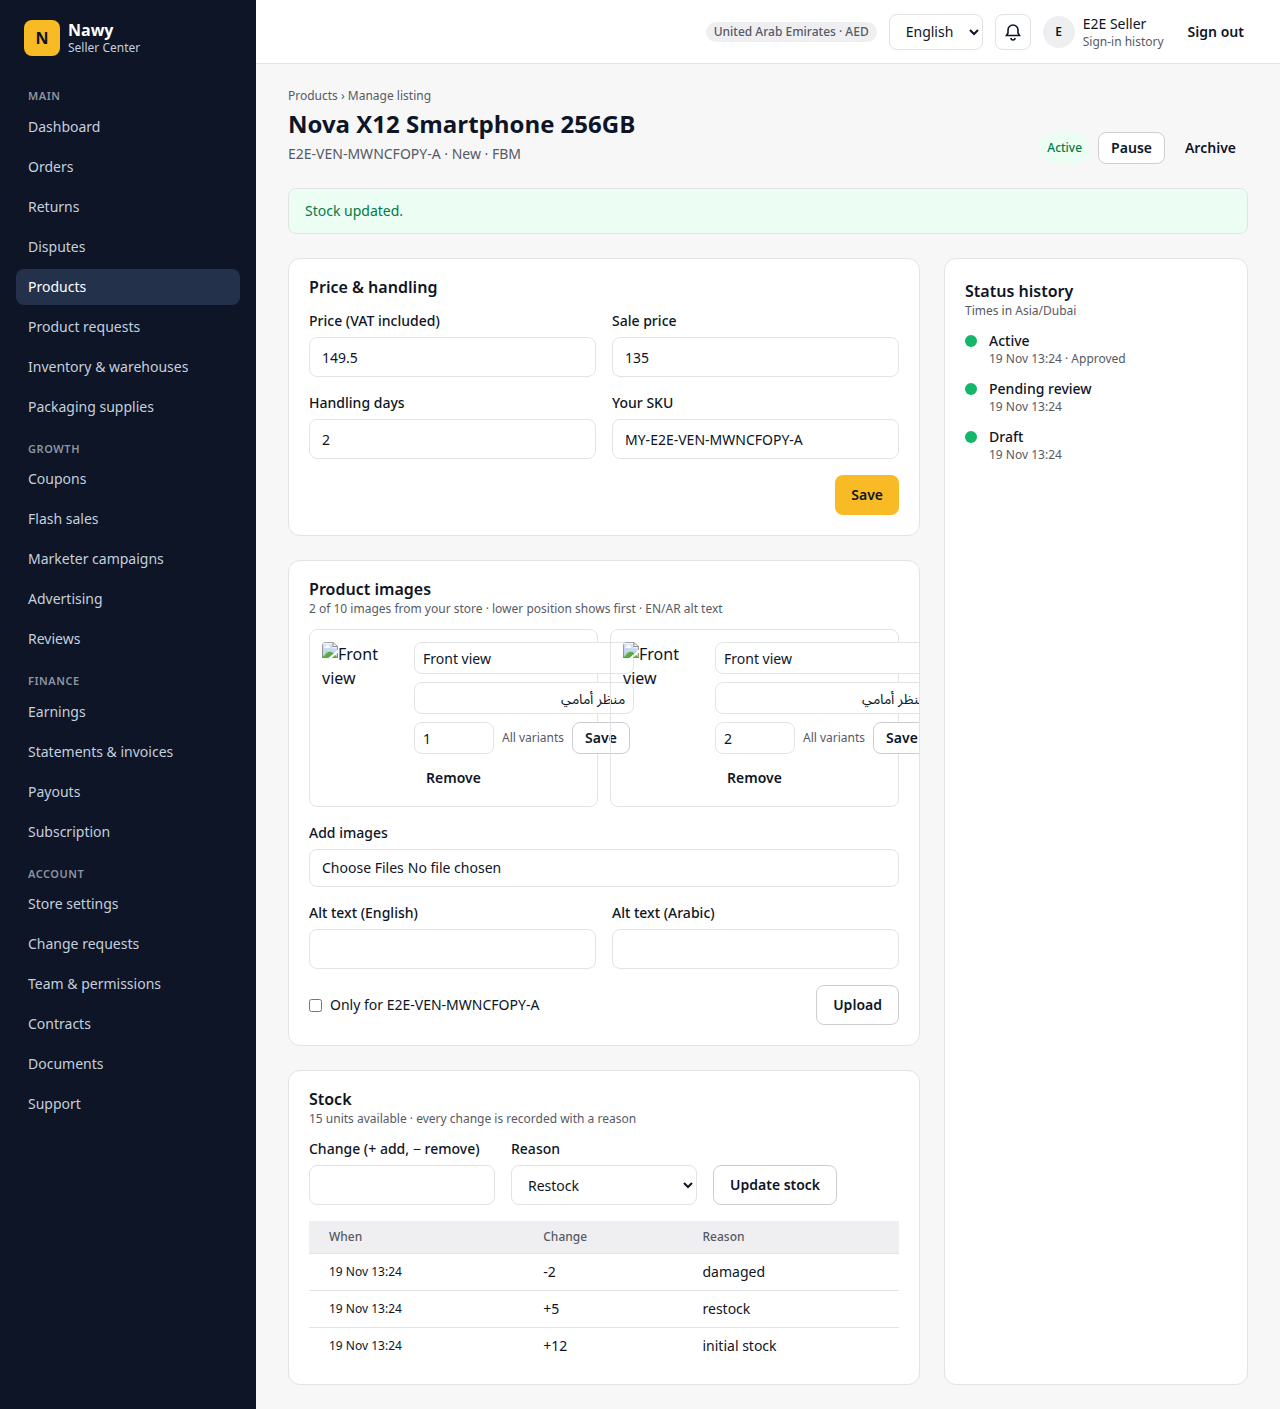 N
Nawy
Seller Center
MAIN
Dashboard
Orders
Returns
Disputes
Products
Product requests
Inventory & warehouses
Packaging supplies
GROWTH
Coupons
Flash sales
Marketer campaigns
Advertising
Reviews
FINANCE
Earnings
Statements & invoices
Payouts
Subscription
ACCOUNT
Store settings
Change requests
Team & permissions
Contracts
Documents
Support
United Arab Emirates · AED
English
E
E2E Seller
Sign-in history
Sign out
Products › Manage listing
Nova X12 Smartphone 256GB
E2E-VEN-MWNCFOPY-A · New · FBM
Active
Pause
Archive
Stock updated.
Price & handling
Price (VAT included)
Sale price
149.5
135
Handling days
Your SKU
2
MY-E2E-VEN-MWNCFOPY-A
Save
Product images
2 of 10 images from your store · lower position shows first · EN/AR alt text
Front view
Front view
منظر أمامي
1
All variants
Save
Remove
Front view
Front view
منظر أمامي
2
All variants
Save
Remove
Add images
Choose Files No file chosen
Alt text (English)
Alt text (Arabic)
Only for E2E-VEN-MWNCFOPY-A
Upload
Stock
15 units available · every change is recorded with a reason
Change (+ add, − remove)
Reason
Restock
Update stock
When Change Reason
19 Nov 13:24 -2 damaged
19 Nov 13:24 +5 restock
19 Nov 13:24 +12 initial stock
Status history
Times in Asia/Dubai
Active
19 Nov 13:24 · Approved
Pending review
19 Nov 13:24
Draft
19 Nov 13:24